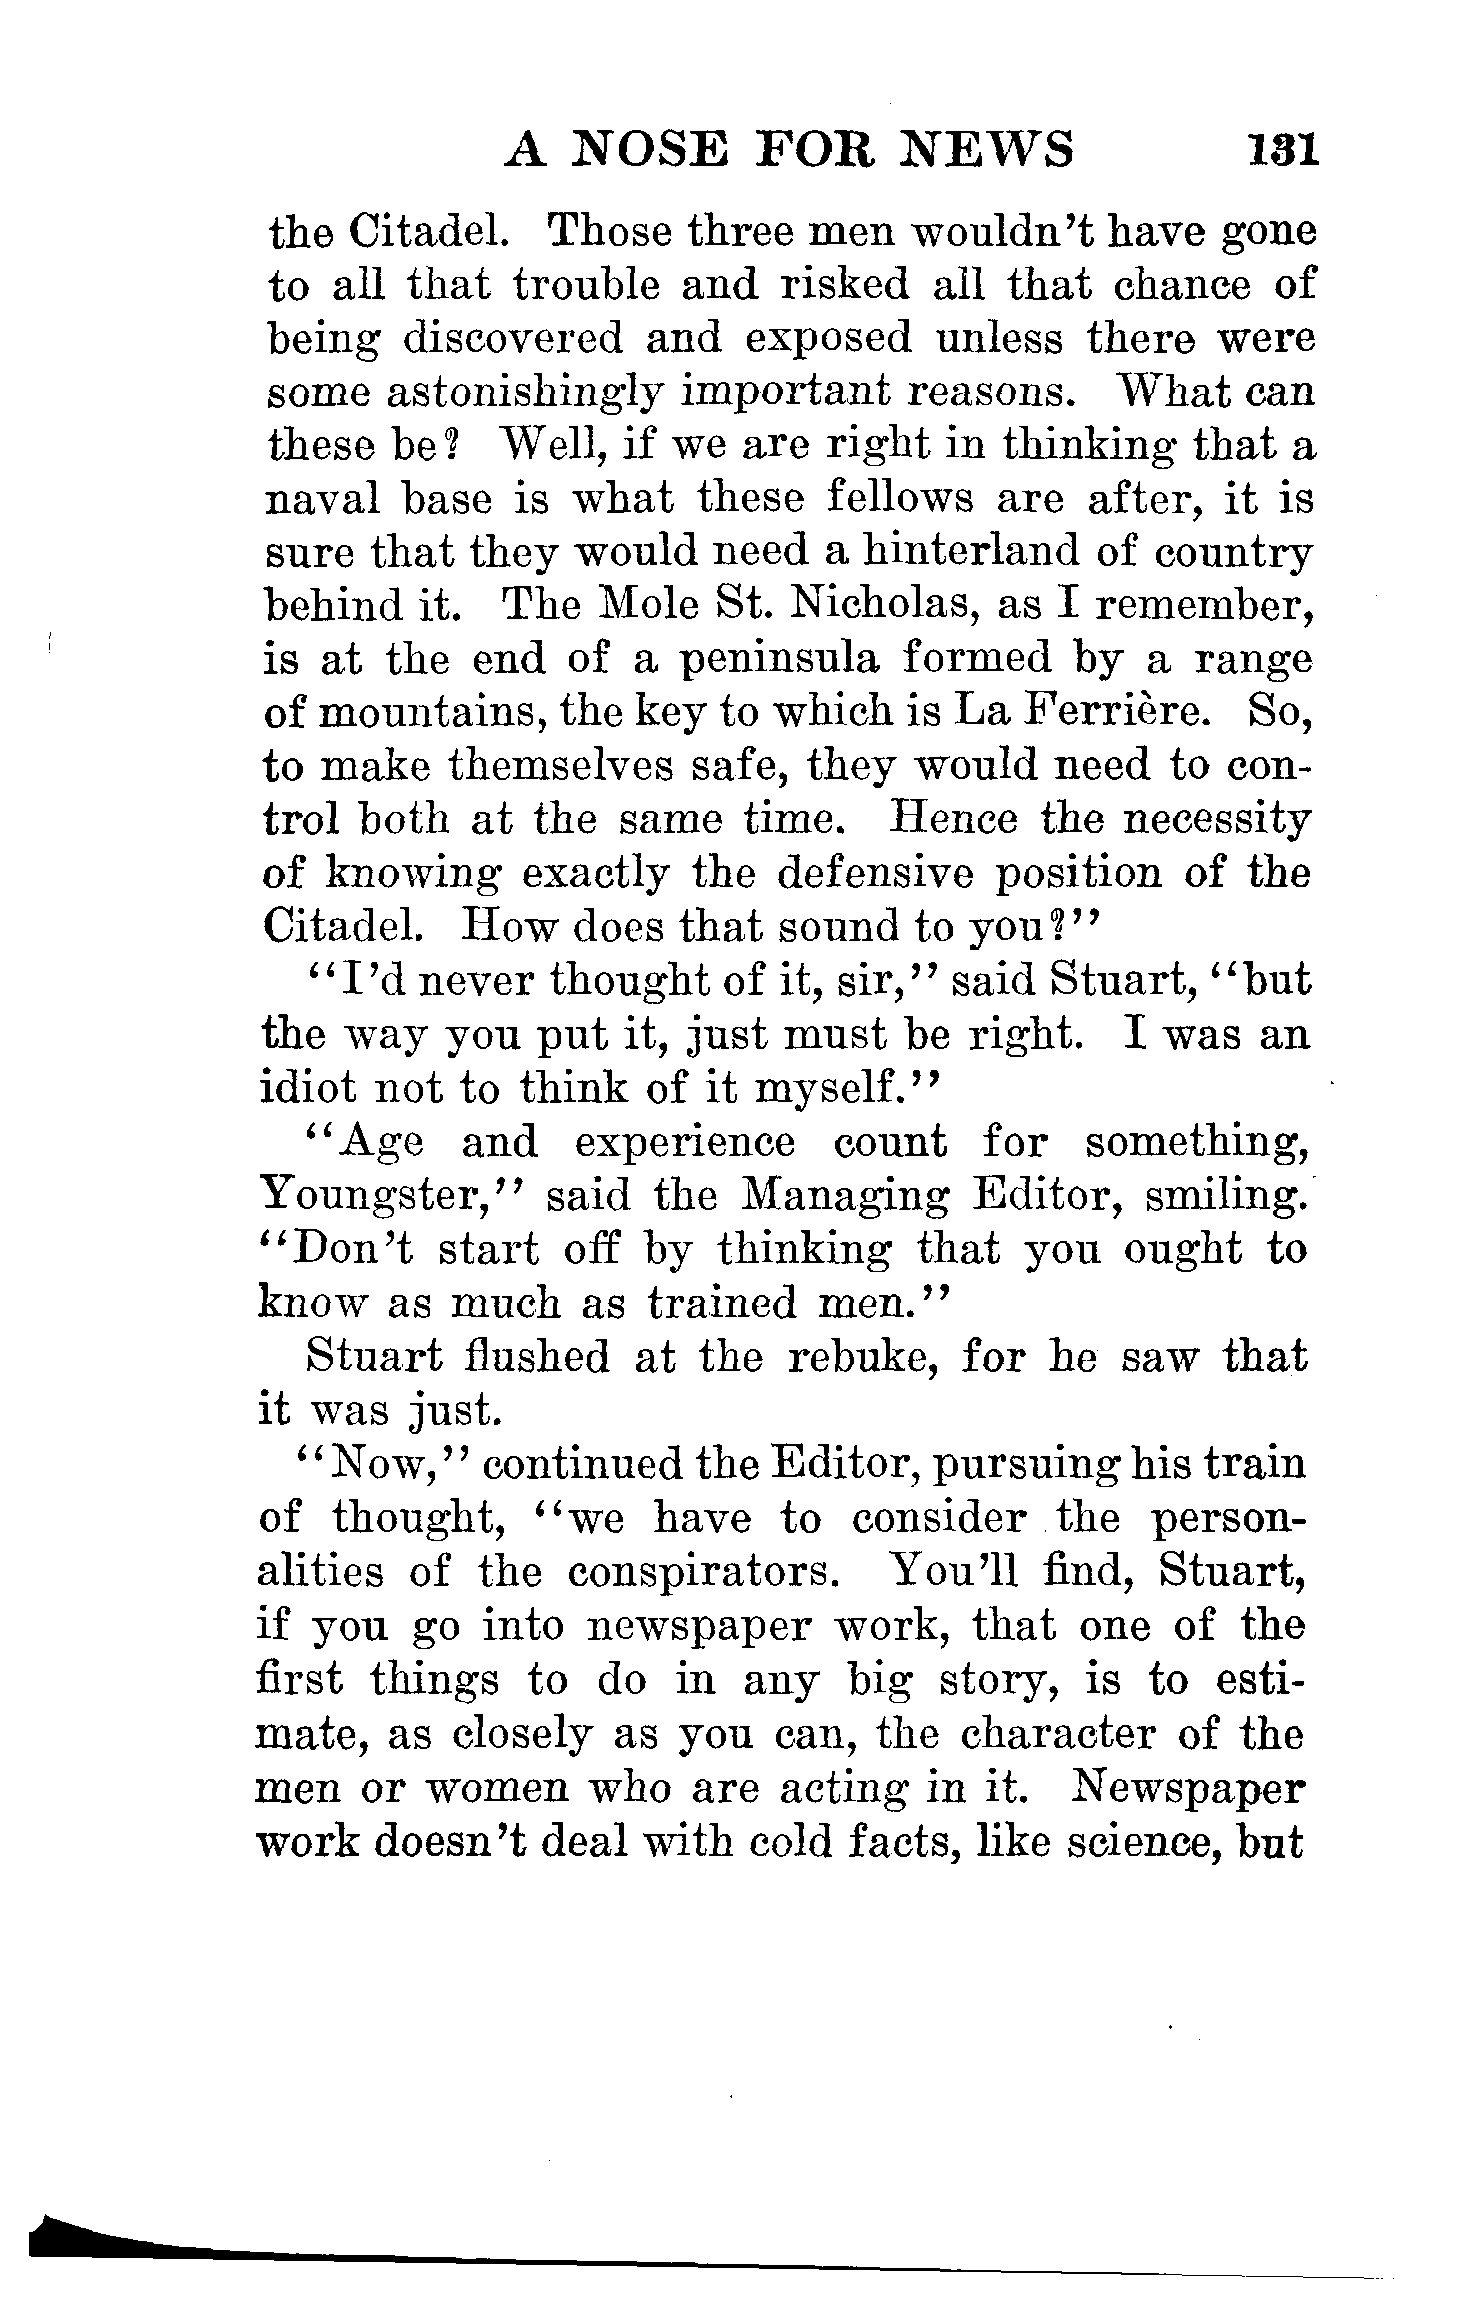 A NOSE FOR NEWS 131
the Citadel. Those three men wouldn't have gone
to all that trouble and risked all that chance of
being discovered and exposed unless there were
some astonishingly important reasons. What can
these be? Well, if we are right in thinking that a
naval base is what these fellows are after, it is
sure that they would need a hinterland of country
behind it. The Mole St. Nicholas, as I remember,
is at the end of a peninsula formed by a range
of mountains, the key to which is La Ferrière. So,
to make themselves safe, they would need to con-
trol both at the same time. Hence the necessity
of knowing exactly the defensive position of the
Citadel. How does that sound to you?"
"I'd never thought of it, sir," said Stuart, "but
the way you put it, just must be right. I was an
idiot not to think of it myself."
"Age and experience count for something,
Youngster," said the Managing Editor, smiling.
"Don't start off by thinking that you ought to
know as much as trained men."
Stuart flushed at the rebuke, for he saw that
it was just.
"Now," continued the Editor, pursuing his train
of thought, "we have to consider the person-
alities of the conspirators. You'll find, Stuart,
if you go into newspaper work, that one of the
first things to do in any big story, is to esti-
mate, as closely as you can, the character of the
men or women who are acting in it. Newspaper
work doesn't deal with cold facts, like science, but